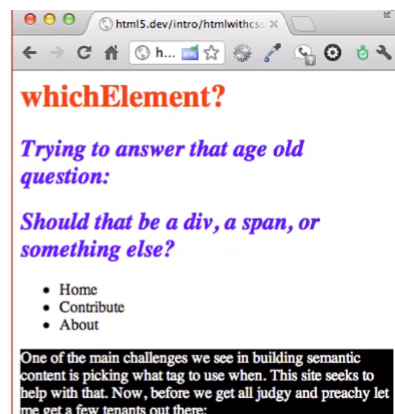 html5.dev/intro/htmlwithcss
h...
whichElement?
Trying to answer that age old
question:
Should that be a div, a span, or
something else?
Home
Contribute
About
One of the main challenges we see in building semantic
content is picking what tag to use when. This site seeks to
help with that. Now, before we get all judgy and preachy let
me get a few tenants out there: